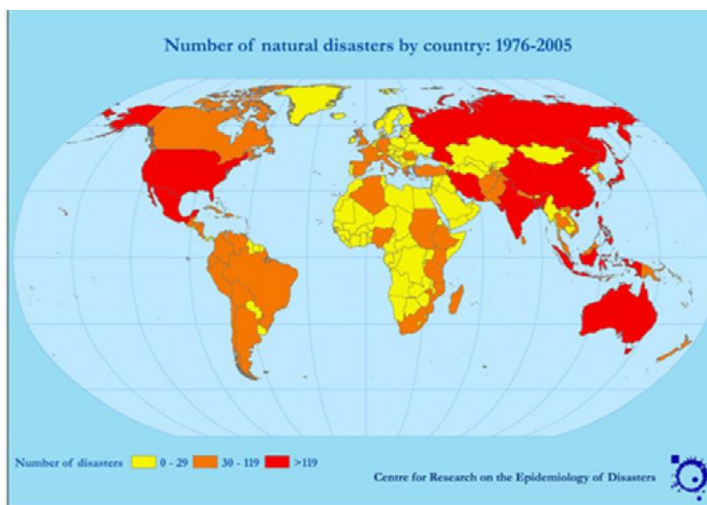 Number of natural disasters by country: 1976-2005
Number of disasters 0 - 29 30 - 119 >119
Centre for Research on the Epidemiology of Disasters